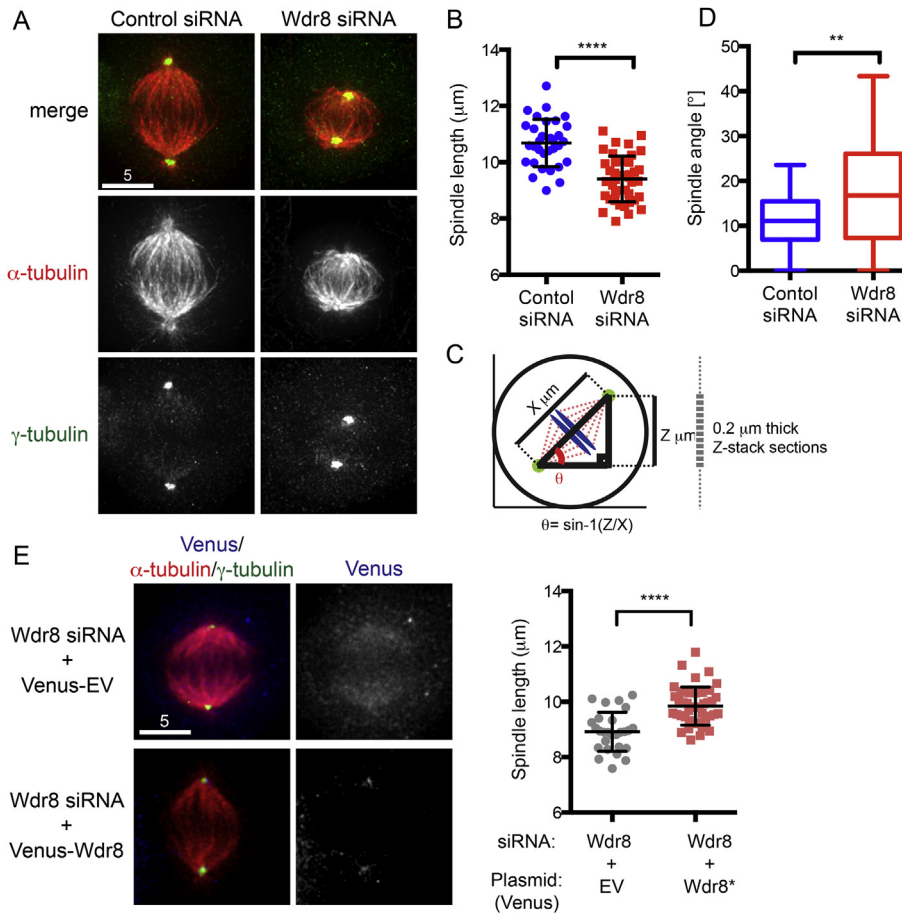 A
Control siRNA
Wdr8 siRNA
merge
5
α-tubulin
γ-tubulin
B
Spindle length (μm)
14
12
10
8
6
****
Contol
siRNA
Wdr8
siRNA
D
Spindle angle [°]
50
40
30
20
10
0
**
Control
siRNA
Wdr8
siRNA
C
X μm
Z μm
θ
0.2 μm thick
Z-stack sections
θ= sin-1(Z/X)
E
Venus/
α-tubulin/γ-tubulin
Venus
Wdr8 siRNA
+
Venus-EV
5
Wdr8 siRNA
+
Venus-Wdr8
Spindle length (μm)
14
12
10
8
6
****
siRNA: Wdr8 Wdr8
+ +
Plasmid: EV Wdr8*
(Venus)